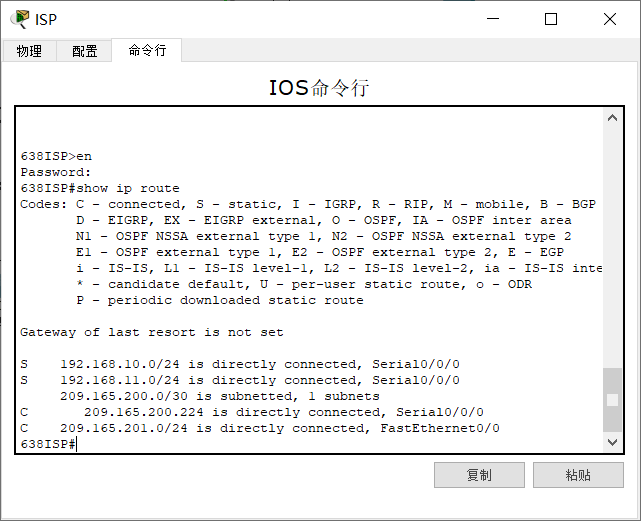 ISP
物理 配置 命令行
IOS命令行
638ISP>en
Password:
638ISP#show ip route
Codes: C - connected, S - static, I - IGRP, R - RIP, M - mobile, B - BGP
       D - EIGRP, EX - EIGRP external, O - OSPF, IA - OSPF inter area
       N1 - OSPF NSSA external type 1, N2 - OSPF NSSA external type 2
       E1 - OSPF external type 1, E2 - OSPF external type 2, E - EGP
       i - IS-IS, L1 - IS-IS level-1, L2 - IS-IS level-2, ia - IS-IS inte
       * - candidate default, U - per-user static route, o - ODR
       P - periodic downloaded static route
Gateway of last resort is not set
S    192.168.10.0/24 is directly connected, Serial0/0/0
S    192.168.11.0/24 is directly connected, Serial0/0/0
     209.165.200.0/30 is subnetted, 1 subnets
C       209.165.200.224 is directly connected, Serial0/0/0
C    209.165.201.0/24 is directly connected, FastEthernet0/0
638ISP#
复制 粘贴